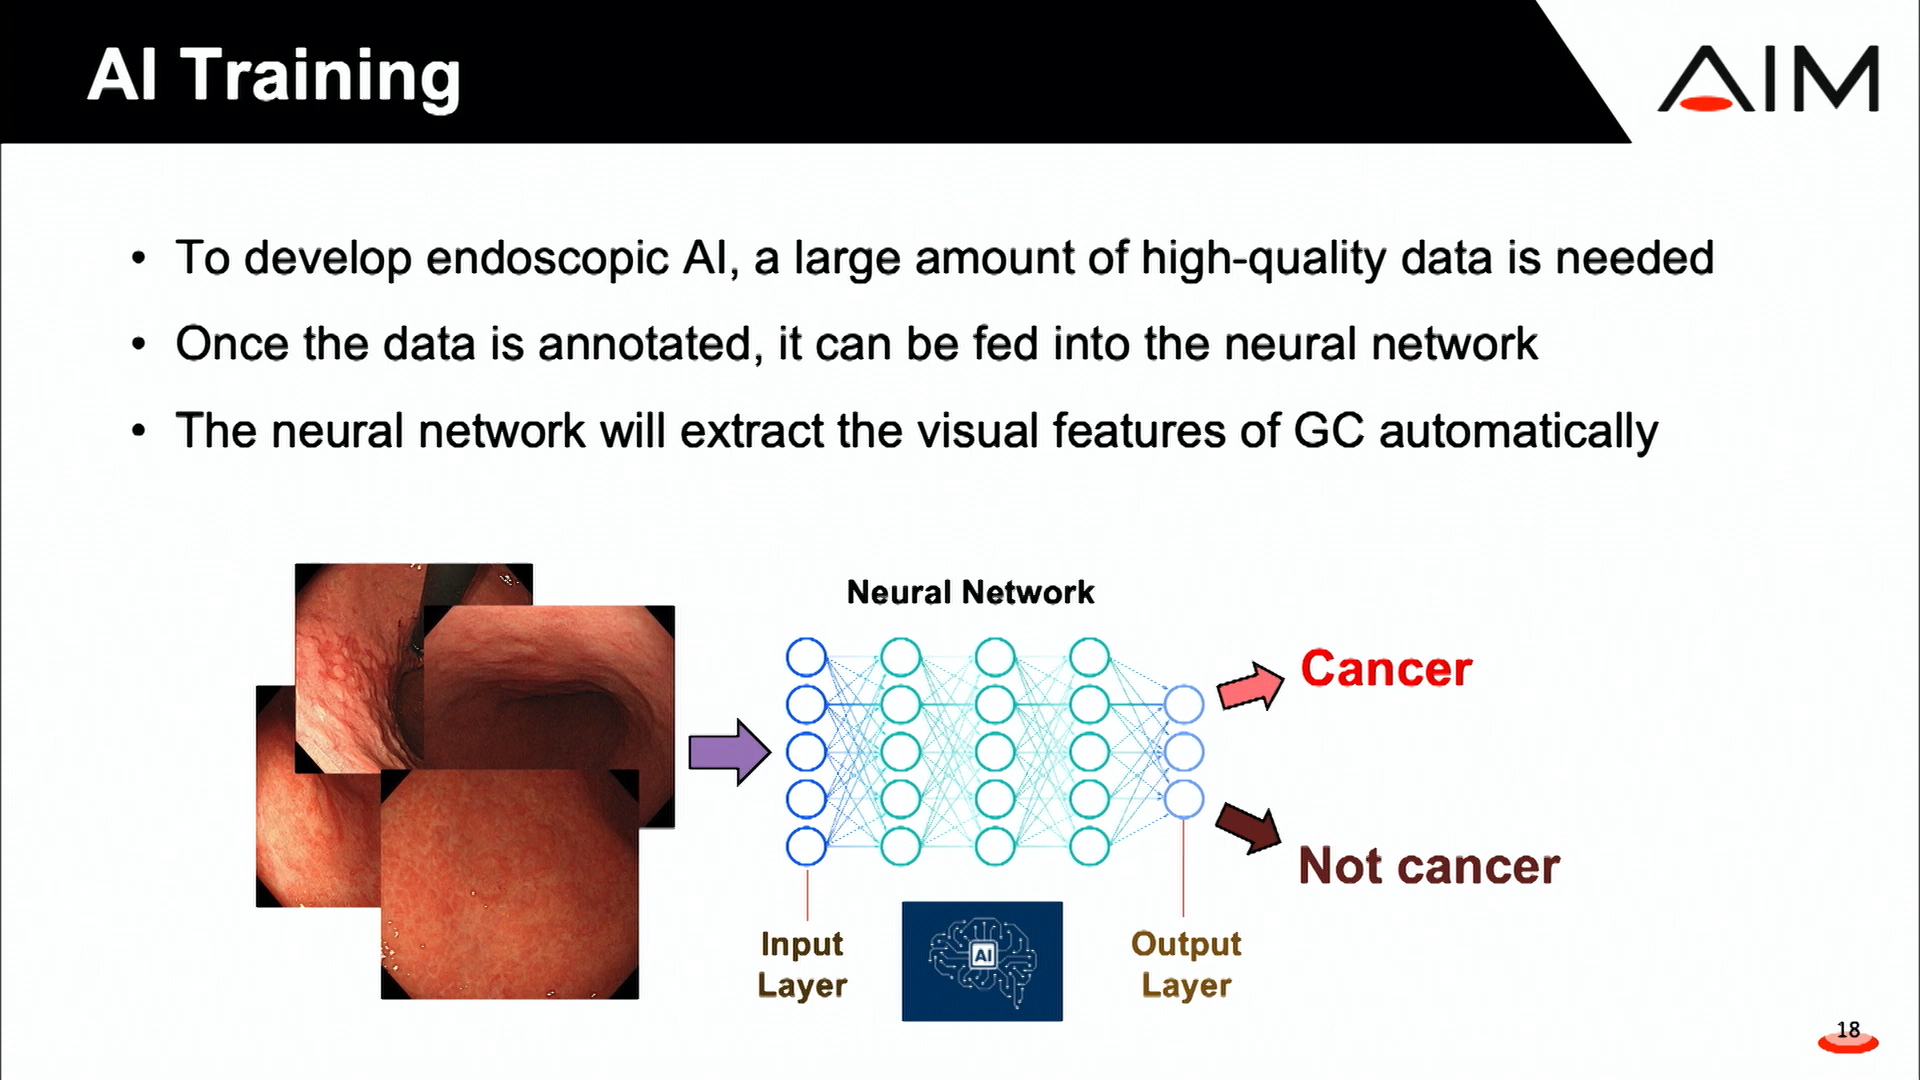 AI Training
AIM
• To develop endoscopic AI, a large amount of high-quality data is needed
• Once the data is annotated, it can be fed into the neural network
• The neural network will extract the visual features of GC automatically
Neural Network
Cancer
Not cancer
Input
Layer
AI
Output
Layer
18